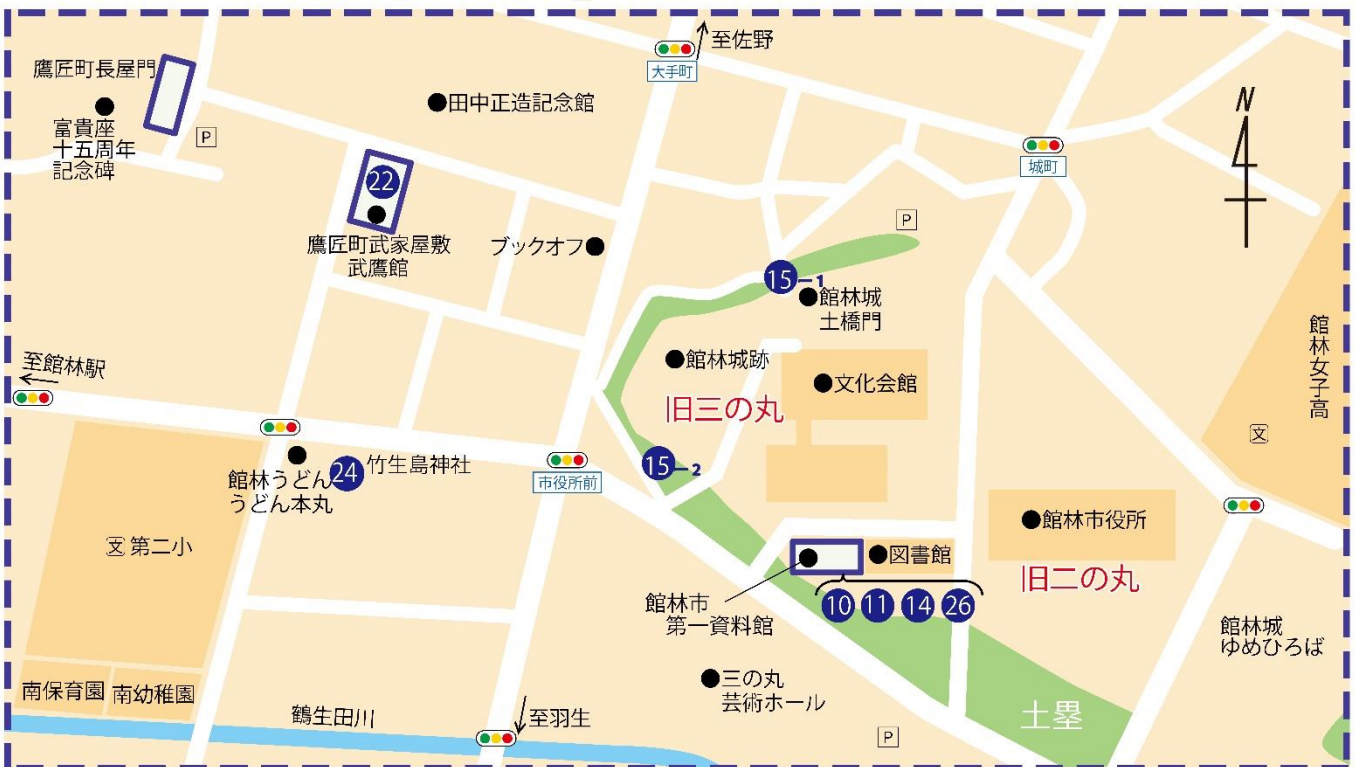 至佐野
大手町
鷹匠町長屋門
富貴座
十五周年
記念碑
P
田中正造記念館
城町
N
22
鷹匠町武家屋敷
武鷹館
ブックオフ
P
15-1
館林城
土橋門
館林女子高
文
至館林駅
館林城跡
文化会館
旧三の丸
15-2
市役所前
24
竹生島神社
館林うどん
うどん本丸
文第二小
館林市役所
旧二の丸
図書館
10 11 14 26
館林市
第一資料館
館林城
ゆめひろば
三の丸
芸術ホール
土塁
南保育園
南幼稚園
鶴生田川
至羽生
P